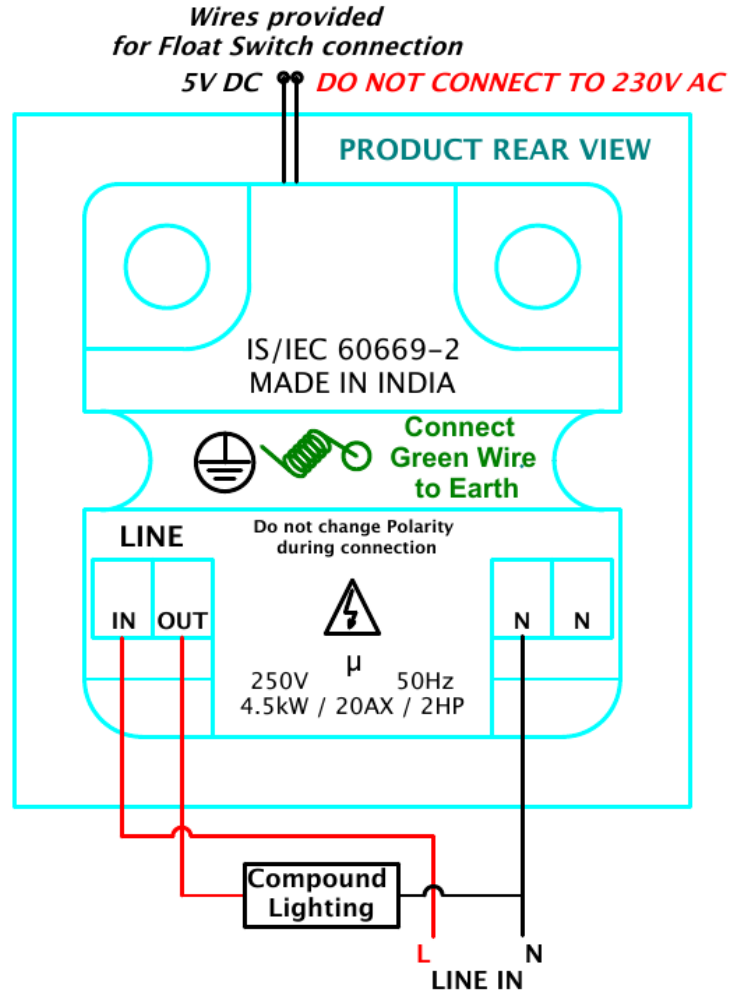 Wires provided
for Float Switch connection
5V DC DO NOT CONNECT TO 230V AC
PRODUCT REAR VIEW
IS/IEC 60669-2
MADE IN INDIA
Connect
Green Wire
to Earth
LINE
Do not change Polarity
during connection
IN OUT N N
µ
250V 50Hz
4.5kW / 20AX / 2HP
Compound
Lighting
L N
LINE IN